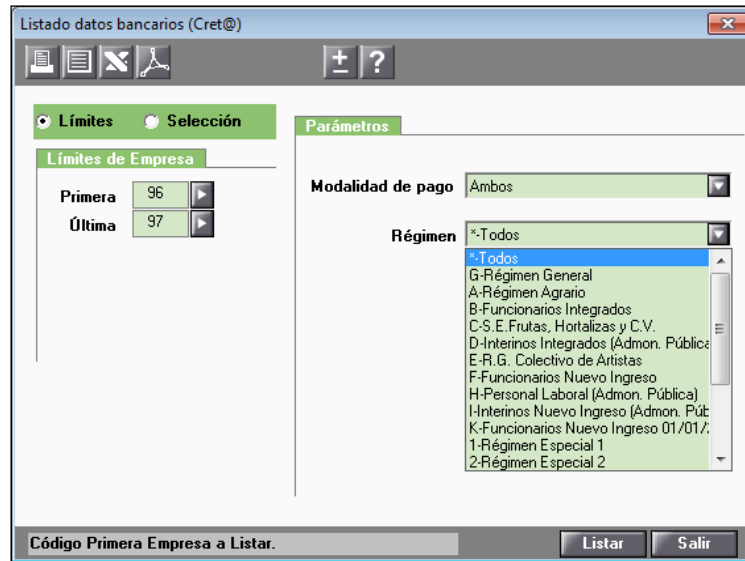 Listado datos bancarios (Cret@)
Límites Selección
Límites de Empresa
Primera 96
Última 97
Parámetros
Modalidad de pago Ambos
Régimen *-Todos
*-Todos
G-Régimen General
A-Régimen Agrario
B-Funcionarios Integrados
C-S.E.Frutas, Hortalizas y C.V.
D-Interinos Integrados (Admon. Pública
E-R.G. Colectivo de Artistas
F-Funcionarios Nuevo Ingreso
H-Personal Laboral (Admon. Pública)
I-Interinos Nuevo Ingreso (Admon. Púb
K-Funcionarios Nuevo Ingreso 01/01/
1-Régimen Especial 1
2-Régimen Especial 2
Código Primera Empresa a Listar.
Listar Salir